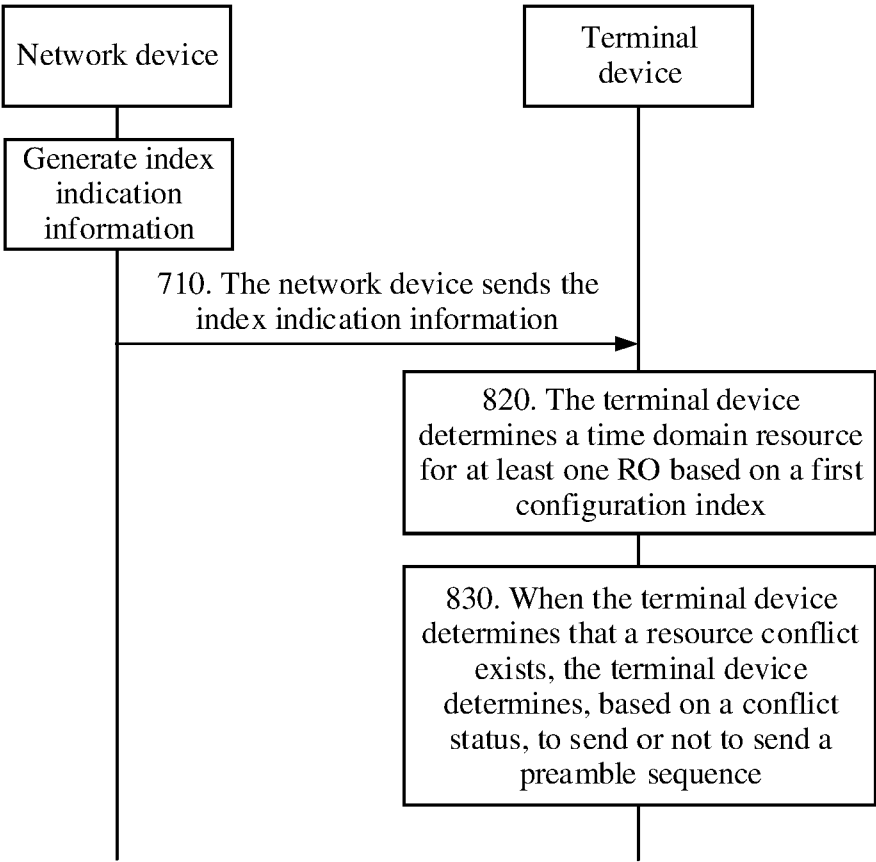 Network device
Terminal
device
Generate index
indication
information
710. The network device sends the
index indication information
820. The terminal device
determines a time domain resource
for at least one RO based on a first
configuration index
830. When the terminal device
determines that a resource conflict
exists, the terminal device
determines, based on a conflict
status, to send or not to send a
preamble sequence